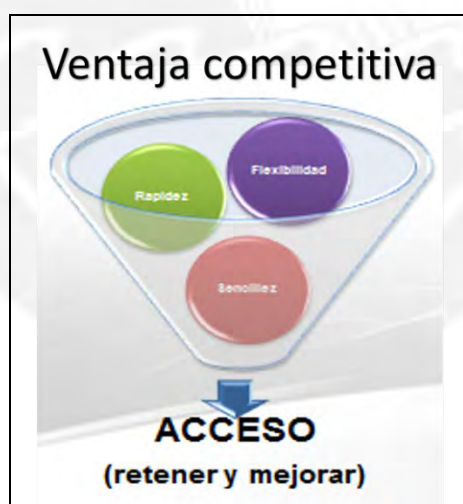 Ventaja competitiva
Flexibilidad
Rapidez
Sencillez
ACCESO
(retener y mejorar)